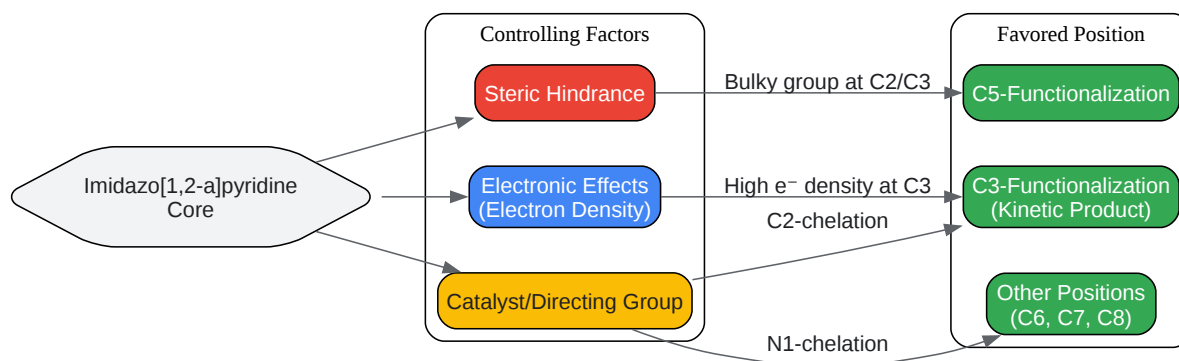 Controlling Factors
Favored Position
Steric Hindrance
Bulky group at C2/C3
C5-Functionalization
Imidazo[1,2-a]pyridine
Core
Electronic Effects
(Electron Density)
High e⁻ density at C3
C3-Functionalization
(Kinetic Product)
C2-chelation
Catalyst/Directing Group
Other Positions
(C6, C7, C8)
N1-chelation